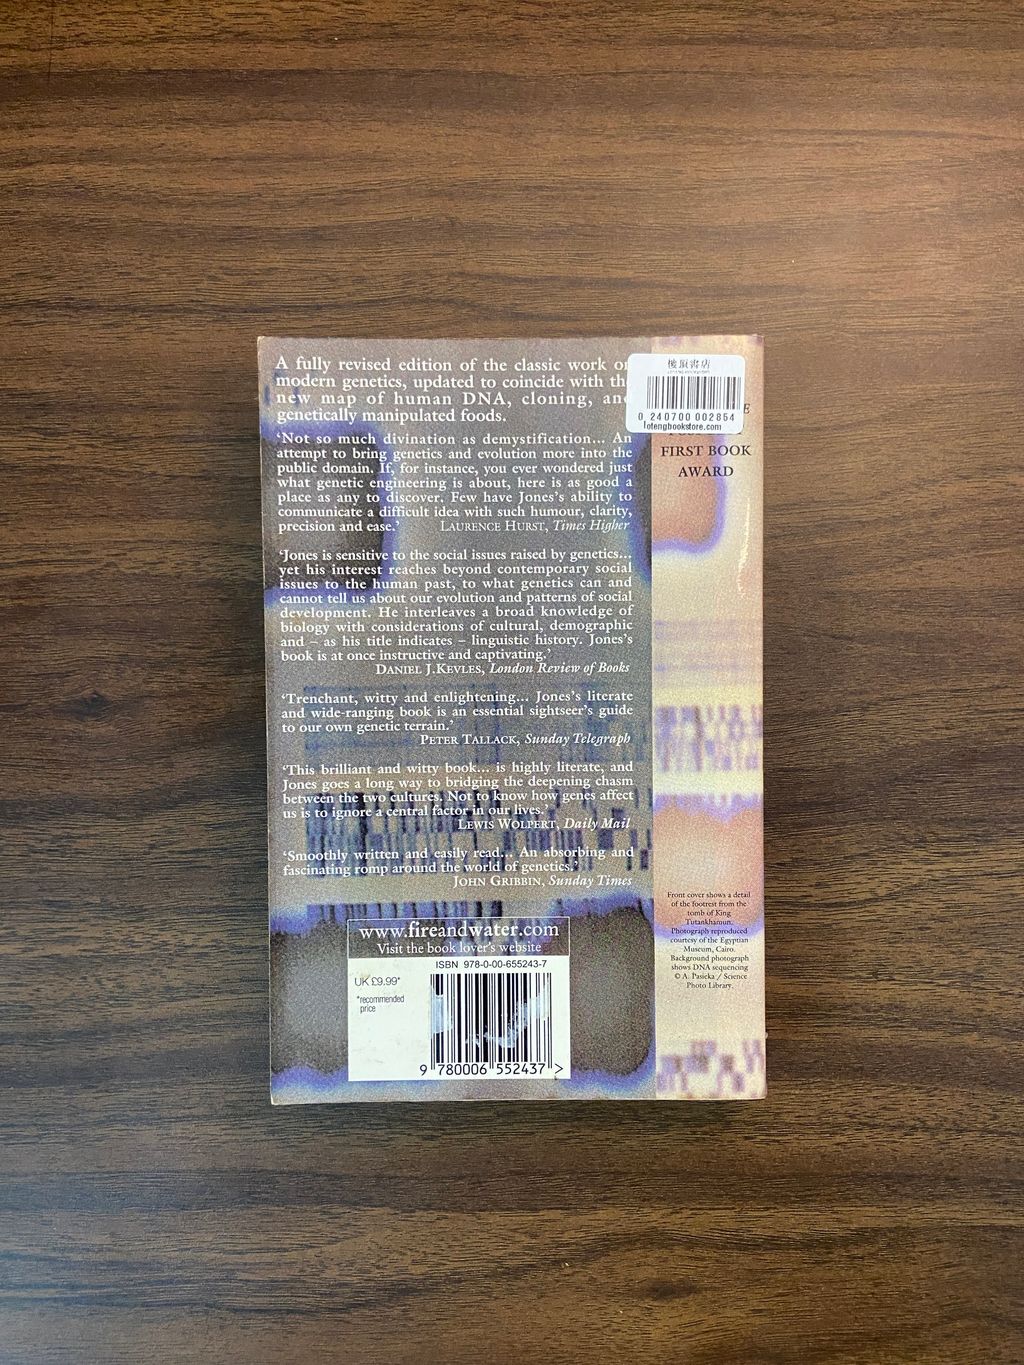 A fully revised edition of the classic work on
modern genetics, updated to coincide with the
new map of human DNA, cloning, and
genetically manipulated foods.
‘Not so much divination as demystification... An
attempt to bring genetics and evolution more into the
public domain. If, for instance, you ever wondered just
what genetic engineering is about, here is as good a
place as any to discover. Few have Jones's ability to
communicate a difficult idea with such humour, clarity,
precision and ease.’ LAURENCE HURST, Times Higher
‘Jones is sensitive to the social issues raised by genetics...
yet his interest reaches beyond contemporary social
issues to the human past, to what genetics can and
cannot tell us about our evolution and patterns of social
development. He interleaves a broad knowledge of
biology with considerations of cultural, demographic
and – as his title indicates – linguistic history. Jones's
book is at once instructive and captivating.’
DANIEL J.KEVLES, London Review of Books
‘Trenchant, witty and enlightening... Jones's literate
and wide-ranging book is an essential sightseer's guide
to our own genetic terrain.’
PETER TALLACK, Sunday Telegraph
‘This brilliant and witty book... is highly literate, and
Jones goes a long way to bridging the deepening chasm
between the two cultures. Not to know how genes affect
us is to ignore a central factor in our lives.’
LEWIS WOLPERT, Daily Mail
‘Smoothly written and easily read... An absorbing and
fascinating romp around the world of genetics.’
JOHN GRIBBIN, Sunday Times
www.fireandwater.com
Visit the book lover's website
ISBN 978-0-00-655243-7
UK £9.99*
*recommended
price
9 780006 552437 >
樓頂書店
0 240700 002854
lotengbookstore.com
FIRST BOOK
AWARD
Front cover shows a detail
of the footrest from the
tomb of King
Tutankhamun.
Photograph reproduced
courtesy of the Egyptian
Museum, Cairo.
Background photograph
shows DNA sequencing
© A. Pasieka / Science
Photo Library.